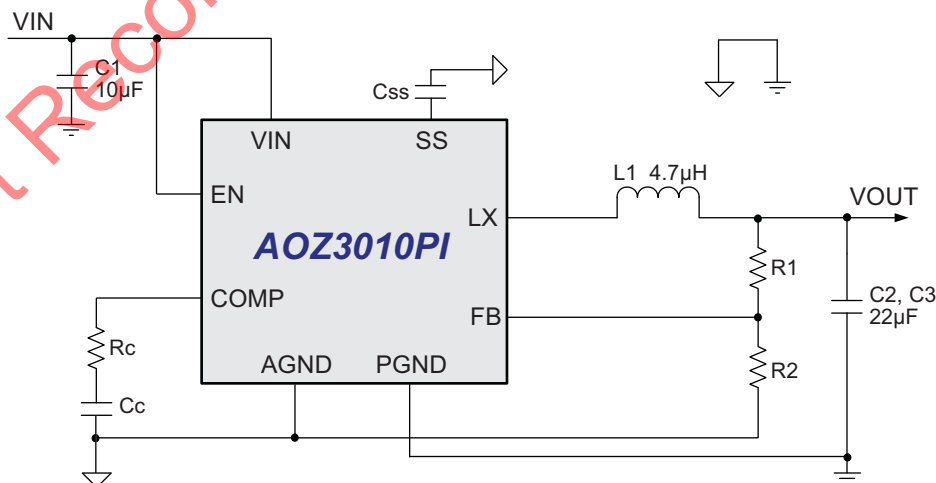 VIN
C1
10µF
Css
VIN
SS
EN
LX
AOZ3010PI
COMP
FB
AGND
PGND
L1 4.7µH
VOUT
R1
R2
C2, C3
22µF
Rc
Cc